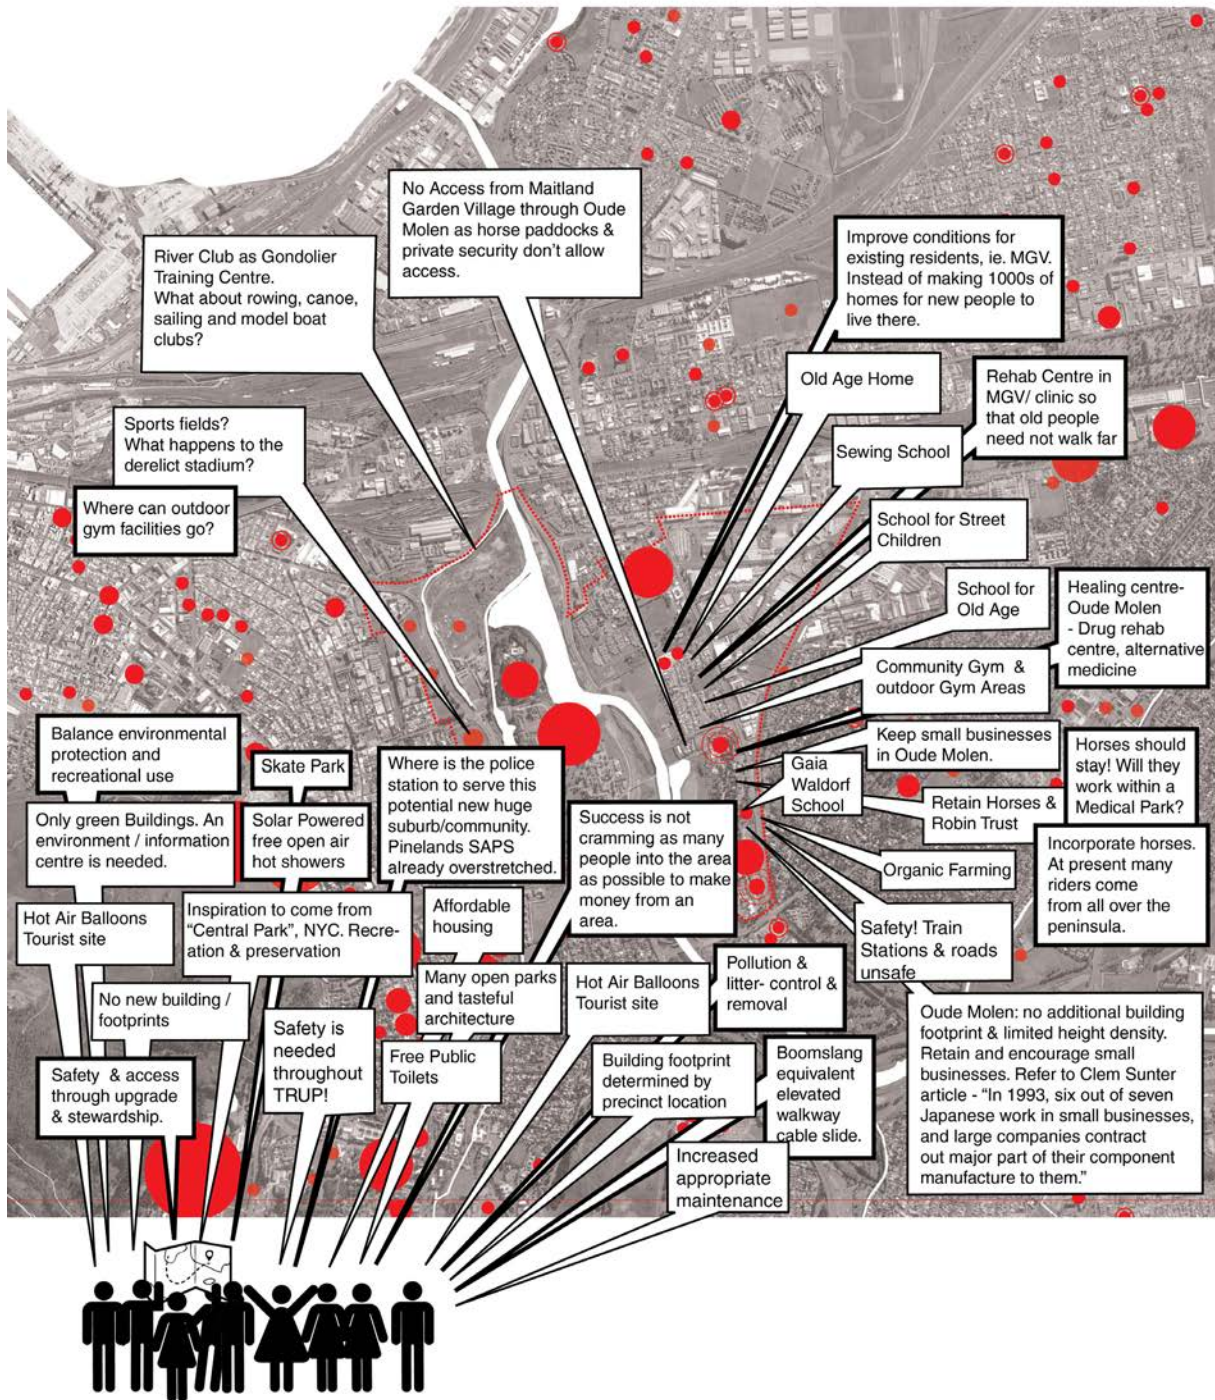 No Access from Maitland
Garden Village through Oude
Molen as horse paddocks &
private security don't allow
access.
River Club as Gondolier
Training Centre.
What about rowing, canoe,
sailing and model boat
clubs?
Improve conditions for
existing residents, ie. MGV.
Instead of making 1000s of
homes for new people to
live there.
Old Age Home
Rehab Centre in
MGV/ clinic so
that old people
need not walk far
Sports fields?
What happens to the
derelict stadium?
Sewing School
Where can outdoor
gym facilities go?
School for Street
Children
School for
Old Age
Healing centre-
Oude Molen
- Drug rehab
centre, alternative
medicine
Community Gym &
outdoor Gym Areas
Keep small businesses
in Oude Molen.
Balance environmental
protection and
recreational use
Skate Park
Where is the police
station to serve this
potential new huge
suburb/community.
Pinelands SAPS
already overstretched.
Gaia
Waldorf
School
Horses should
stay! Will they
work within a
Medical Park?
Retain Horses &
Robin Trust
Only green Buildings. An
environment / information
centre is needed.
Solar Powered
free open air
hot showers
Success is not
cramming as many
people into the area
as possible to make
money from an
area.
Incorporate horses.
At present many
riders come
from all over the
peninsula.
Organic Farming
Hot Air Balloons
Tourist site
Inspiration to come from
“Central Park”, NYC. Recre-
ation & preservation
Affordable
housing
Safety! Train
Stations & roads
unsafe
Many open parks
and tasteful
architecture
Hot Air Balloons
Tourist site
Pollution &
litter- control &
removal
No new building /
footprints
Safety is
needed
throughout
TRUP!
Free Public
Toilets
Building footprint
determined by
precinct location
Boomslang
equivalent
elevated
walkway
cable slide.
Oude Molen: no additional building
footprint & limited height density.
Retain and encourage small
businesses. Refer to Clem Sunter
article - “In 1993, six out of seven
Japanese work in small businesses,
and large companies contract
out major part of their component
manufacture to them.”
Safety & access
through upgrade
& stewardship.
Increased
appropriate
maintenance